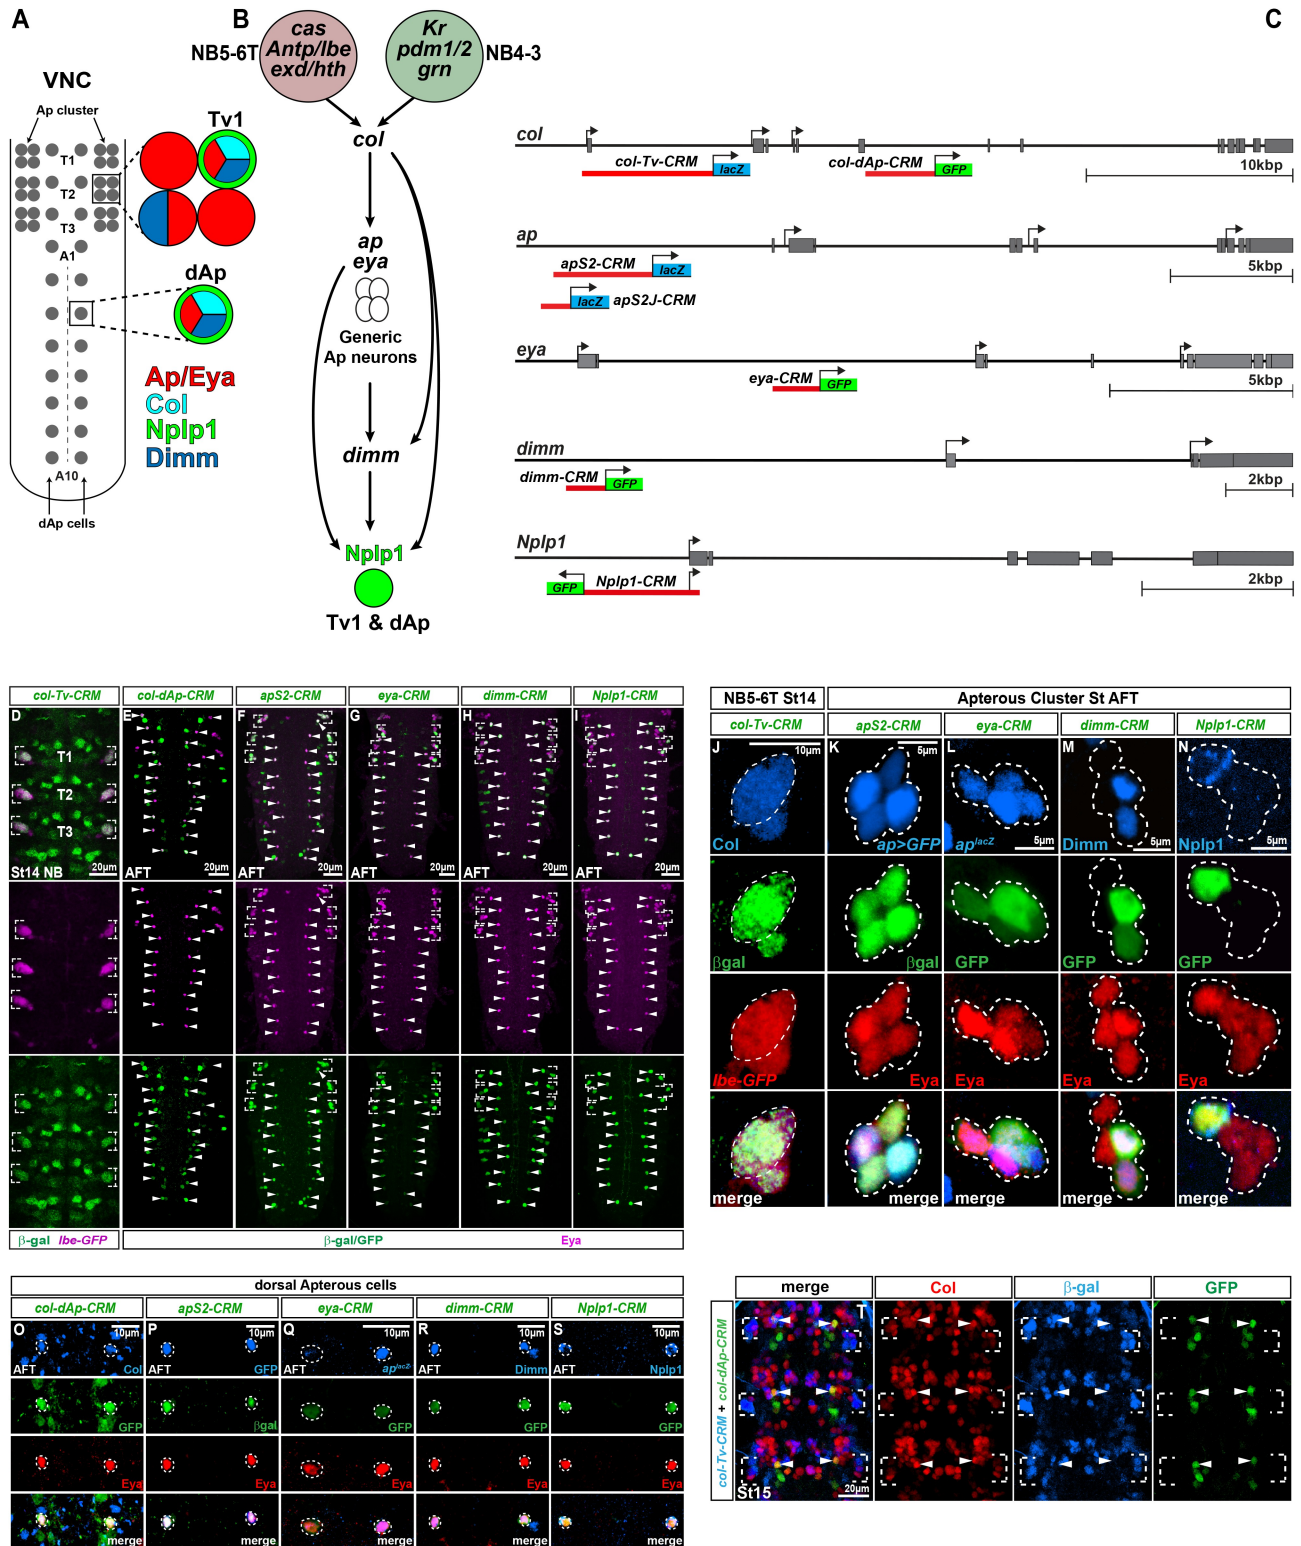 A
VNC
Ap cluster
Tv1
T1
T2
T3
A1
dAp
A10
dAp cells
Ap/Eya
Col
Nplp1
Dimm
B
NB5-6T
cas
Antp/lbe
exd/hth
Kr
pdm1/2
grn
NB4-3
col
ap
eya
Generic
Ap neurons
dimm
Nplp1
Tv1 & dAp
C
col
col-Tv-CRM
lacZ
col-dAp-CRM
GFP
10kbp
ap
apS2-CRM
lacZ
lacZ
apS2J-CRM
5kbp
eya
eya-CRM
GFP
5kbp
dimm
dimm-CRM
GFP
2kbp
Nplp1
GFP
Nplp1-CRM
2kbp
col-Tv-CRM
col-dAp-CRM
apS2-CRM
eya-CRM
dimm-CRM
Nplp1-CRM
D
T1
T2
T3
St14 NB
20µm
E
AFT
20µm
F
AFT
20µm
G
AFT
20µm
H
AFT
20µm
I
AFT
20µm
β-gal lbe-GFP
β-gal/GFP
Eya
NB5-6T St14
Apterous Cluster St AFT
col-Tv-CRM
apS2-CRM
eya-CRM
dimm-CRM
Nplp1-CRM
J
10µm
Col
K
5µm
ap>GFP
L
aplacZ
5µm
M
Dimm
5µm
N
Nplp1
5µm
βgal
βgal
GFP
GFP
GFP
lbe-GFP
Eya
Eya
Eya
Eya
merge
merge
merge
merge
merge
dorsal Apterous cells
col-dAp-CRM
apS2-CRM
eya-CRM
dimm-CRM
Nplp1-CRM
O
10µm
AFT
Col
P
10µm
AFT
GFP
Q
10µm
AFT
aplacZ
R
10µm
AFT
Dimm
S
10µm
AFT
Nplp1
GFP
βgal
GFP
GFP
GFP
Eya
Eya
Eya
Eya
Eya
merge
merge
merge
merge
merge
merge
Col
β-gal
GFP
col-Tv-CRM + col-dAp-CRM
T
St15
20µm